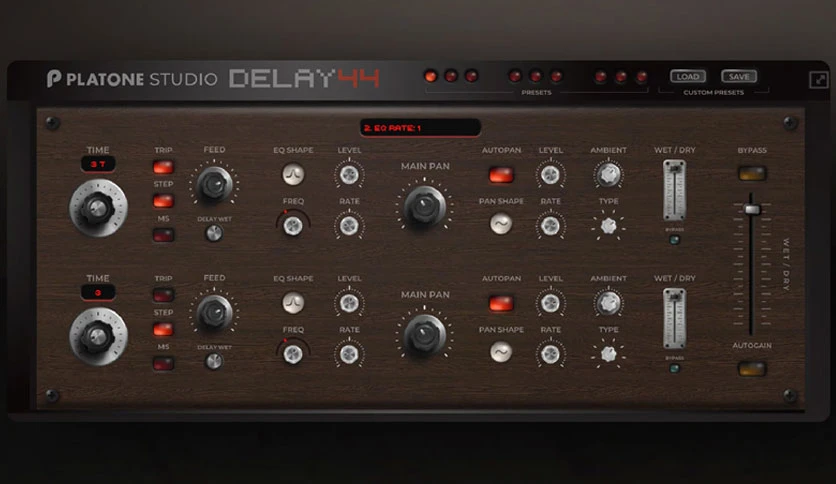 PLATONE STUDIO DELAY44
LOAD SAVE
PRESETS CUSTOM PRESETS
2. EQ RATE: 1
TIME TRIP FEED EQ SHAPE LEVEL MAIN PAN AUTOPAN LEVEL AMBIENT WET / DRY BYPASS
3 T
STEP
FREQ RATE PAN SHAPE RATE TYPE
DELAY WET
MS
BYPASS
WET / DRY
TIME TRIP FEED EQ SHAPE LEVEL MAIN PAN AUTOPAN LEVEL AMBIENT WET / DRY
STEP
FREQ RATE PAN SHAPE RATE TYPE
DELAY WET
MS
BYPASS
AUTOGAIN